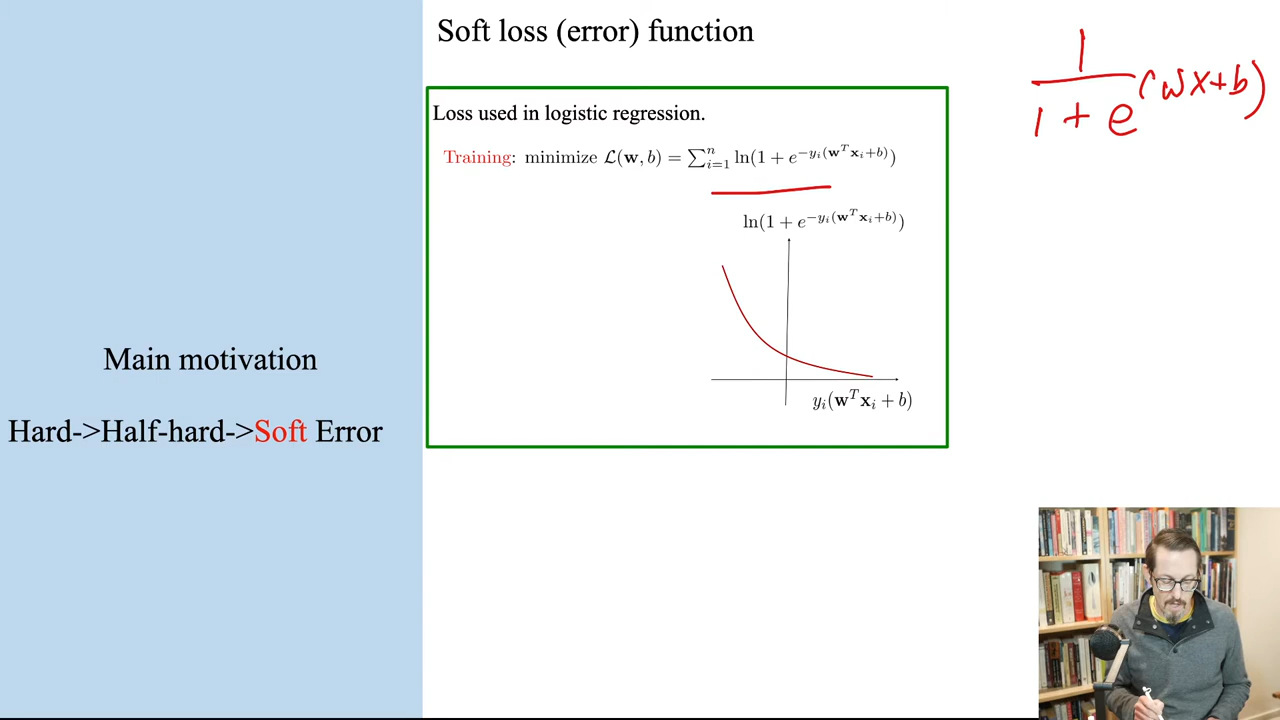 Soft loss (error) function
Loss used in logistic regression.
Training: minimize 𝓛(𝐰, b) = ∑ⁿᵢ₌₁ ln(1 + e^{−yᵢ(𝐰ᵀ𝐱ᵢ+b)})
ln(1 + e^{−yᵢ(𝐰ᵀ𝐱ᵢ+b)})
yᵢ(𝐰ᵀ𝐱ᵢ + b)
Main motivation
Hard->Half-hard->Soft Error
1
1 + e^{(wx+b)}